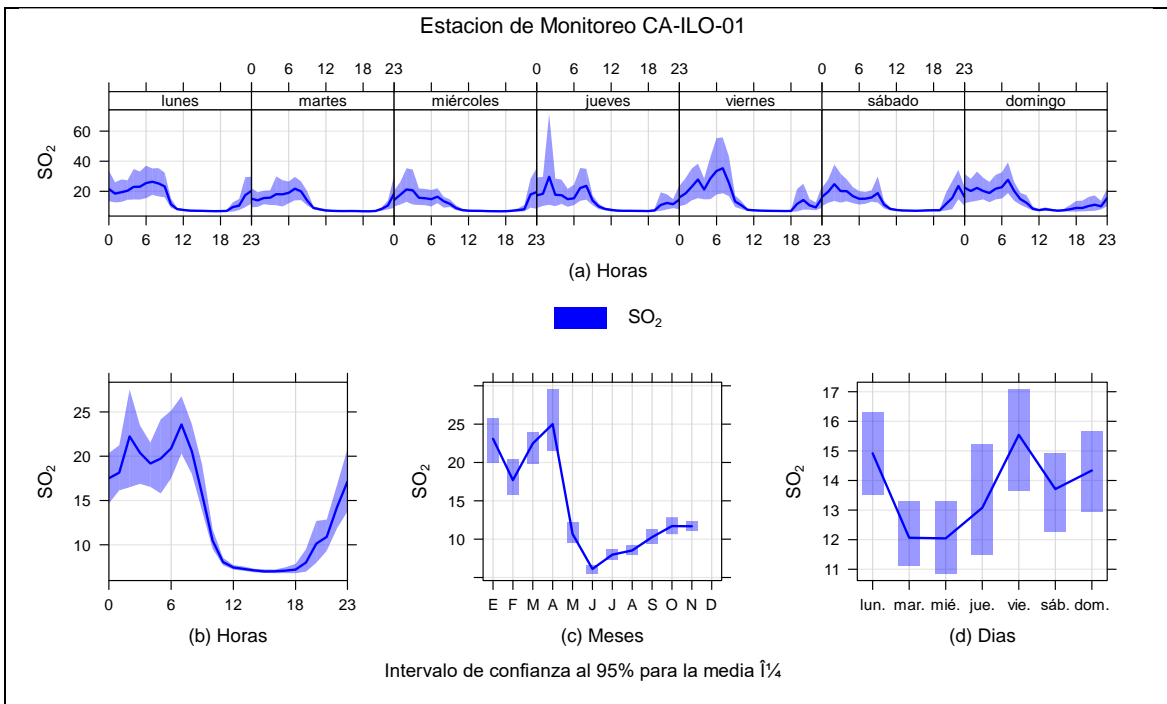 Estacion de Monitoreo CA-ILO-01
0 6 12 18 23 0 6 12 18 23 0 6 12 18 23
lunes martes miércoles jueves viernes sábado domingo
SO₂
60
40
20
0 6 12 18 23 0 6 12 18 23 0 6 12 18 23 0 6 12 18 23
(a) Horas
SO₂
SO₂
25
20
15
10
0 6 12 18 23
(b) Horas
SO₂
25
20
15
10
E F M A M J J A S O N D
(c) Meses
SO₂
17
16
15
14
13
12
11
lun. mar. mié. jue. vie. sáb. dom.
(d) Dias
Intervalo de confianza al 95% para la media Î¼